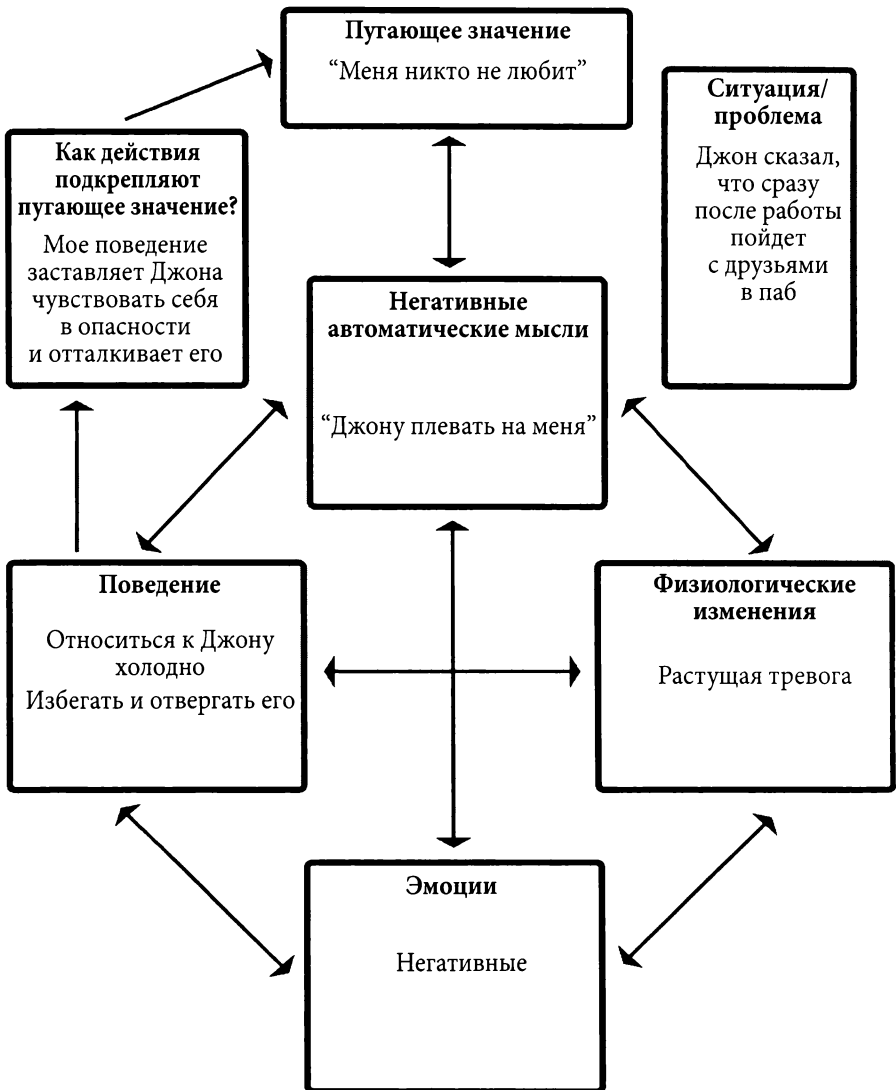 Пугающее значение
“Меня никто не любит”
Ситуация/
проблема
Джон сказал,
что сразу
после работы
пойдет
с друзьями
в паб
Как действия
подкрепляют
пугающее значение?
Мое поведение
заставляет Джона
чувствовать себя
в опасности
и отталкивает его
Негативные
автоматические мысли
“Джону плевать на меня”
Поведение
Относиться к Джону
холодно
Избегать и отвергать его
Физиологические
изменения
Растущая тревога
Эмоции
Негативные